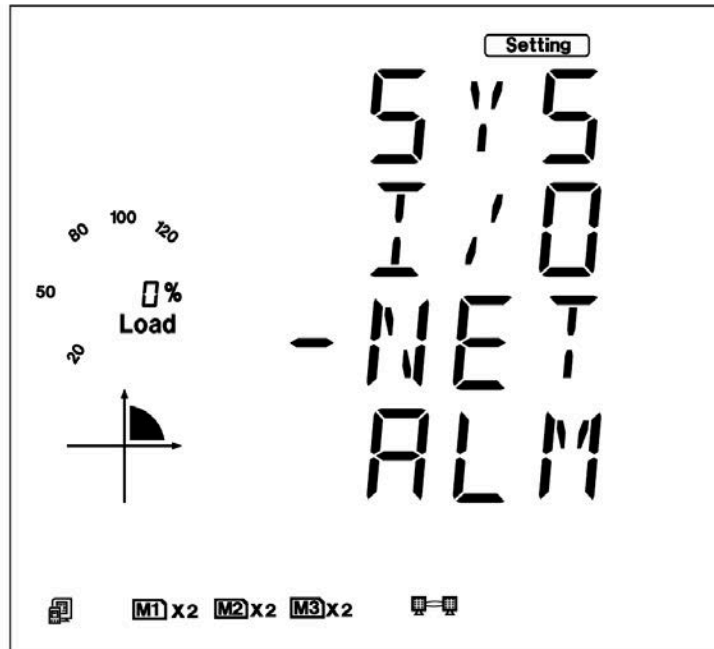 Setting
SYS
I/O
- NET
ALM
80 100 120
50 0%
Load
20
M1 X2 M2 X2 M3 X2